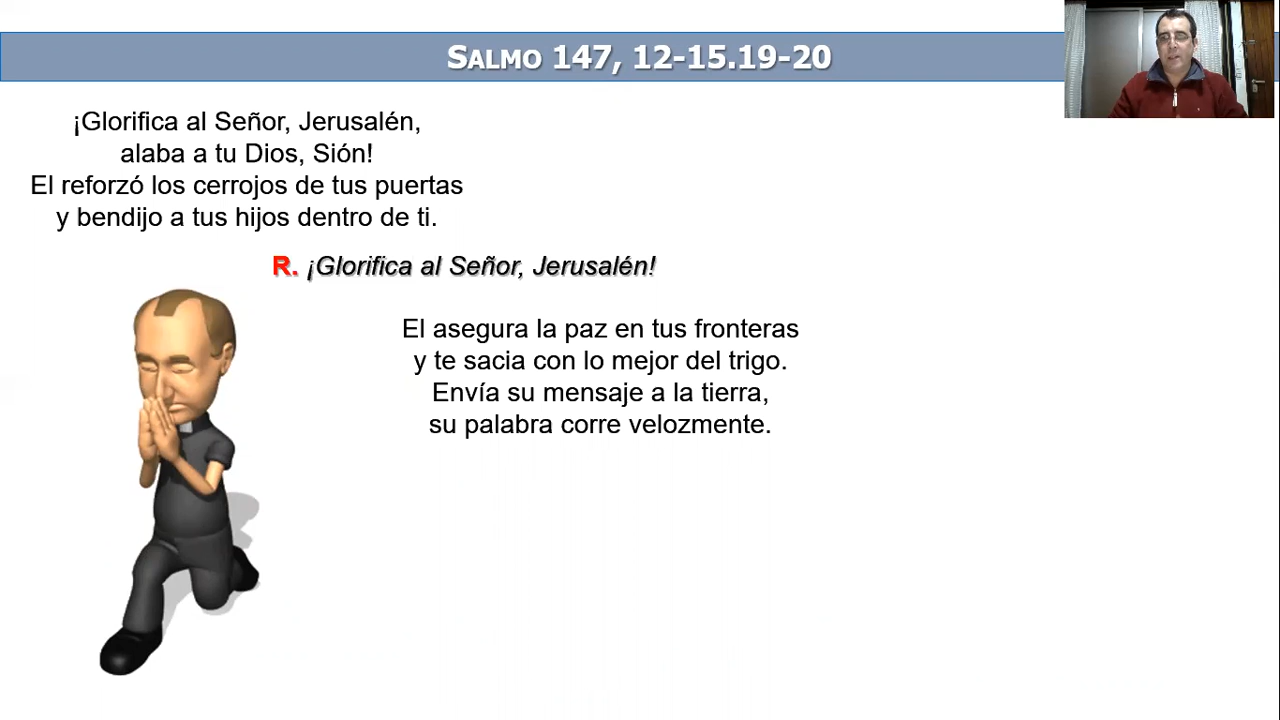 SALMO 147, 12-15.19-20
¡Glorifica al Señor, Jerusalén,
alaba a tu Dios, Sión!
El reforzó los cerrojos de tus puertas
y bendijo a tus hijos dentro de ti.
R. ¡Glorifica al Señor, Jerusalén!
El asegura la paz en tus fronteras
y te sacia con lo mejor del trigo.
Envía su mensaje a la tierra,
su palabra corre velozmente.